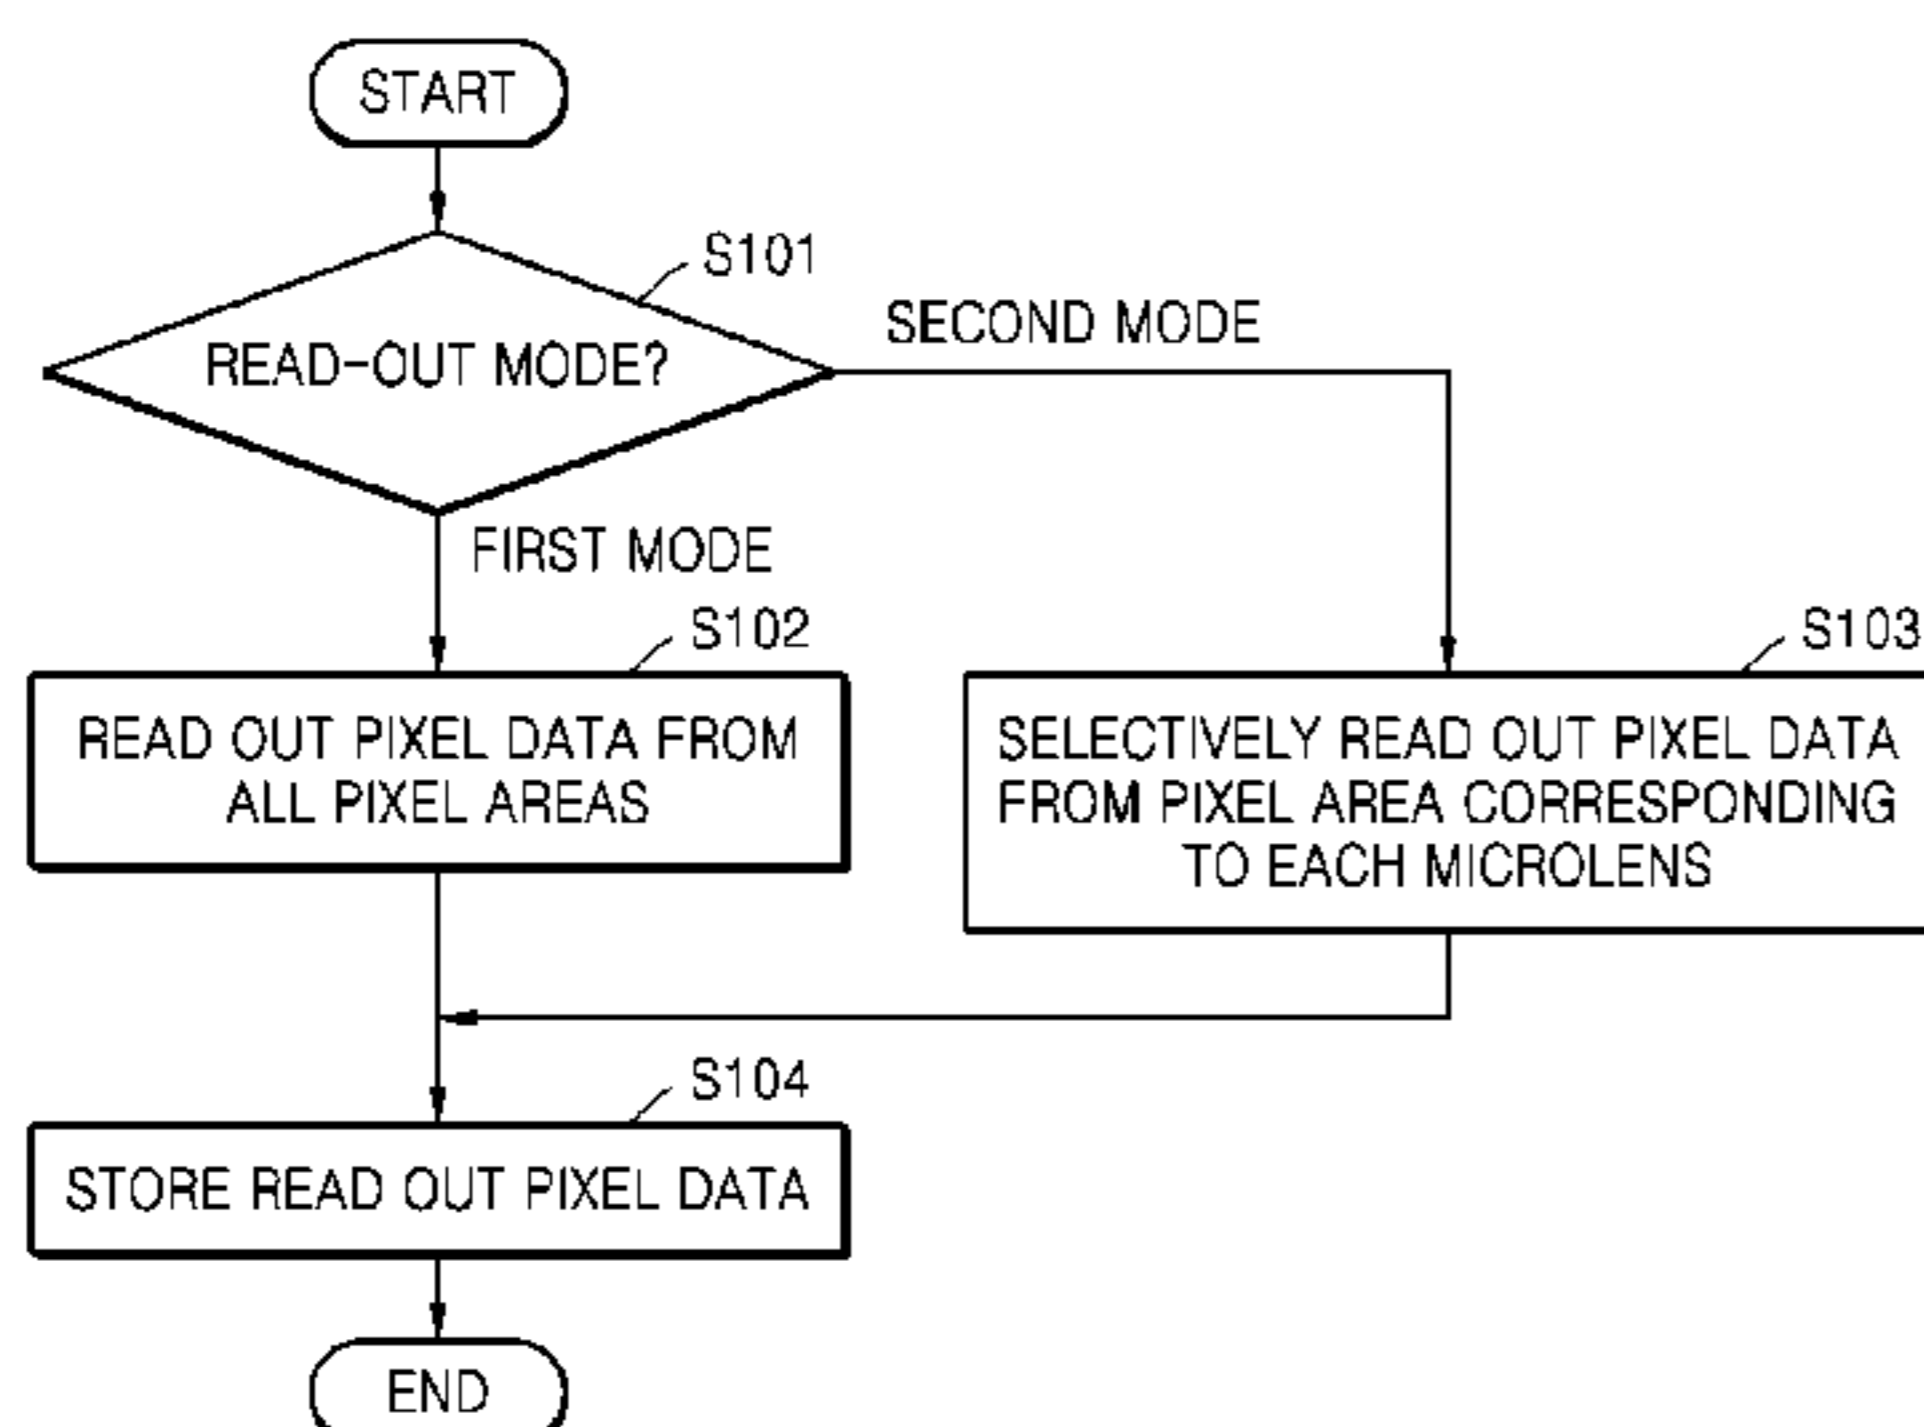 START
S101
READ-OUT MODE?
SECOND MODE
FIRST MODE
S102
READ OUT PIXEL DATA FROM
ALL PIXEL AREAS
S103
SELECTIVELY READ OUT PIXEL DATA
FROM PIXEL AREA CORRESPONDING
TO EACH MICROLENS
S104
STORE READ OUT PIXEL DATA
END